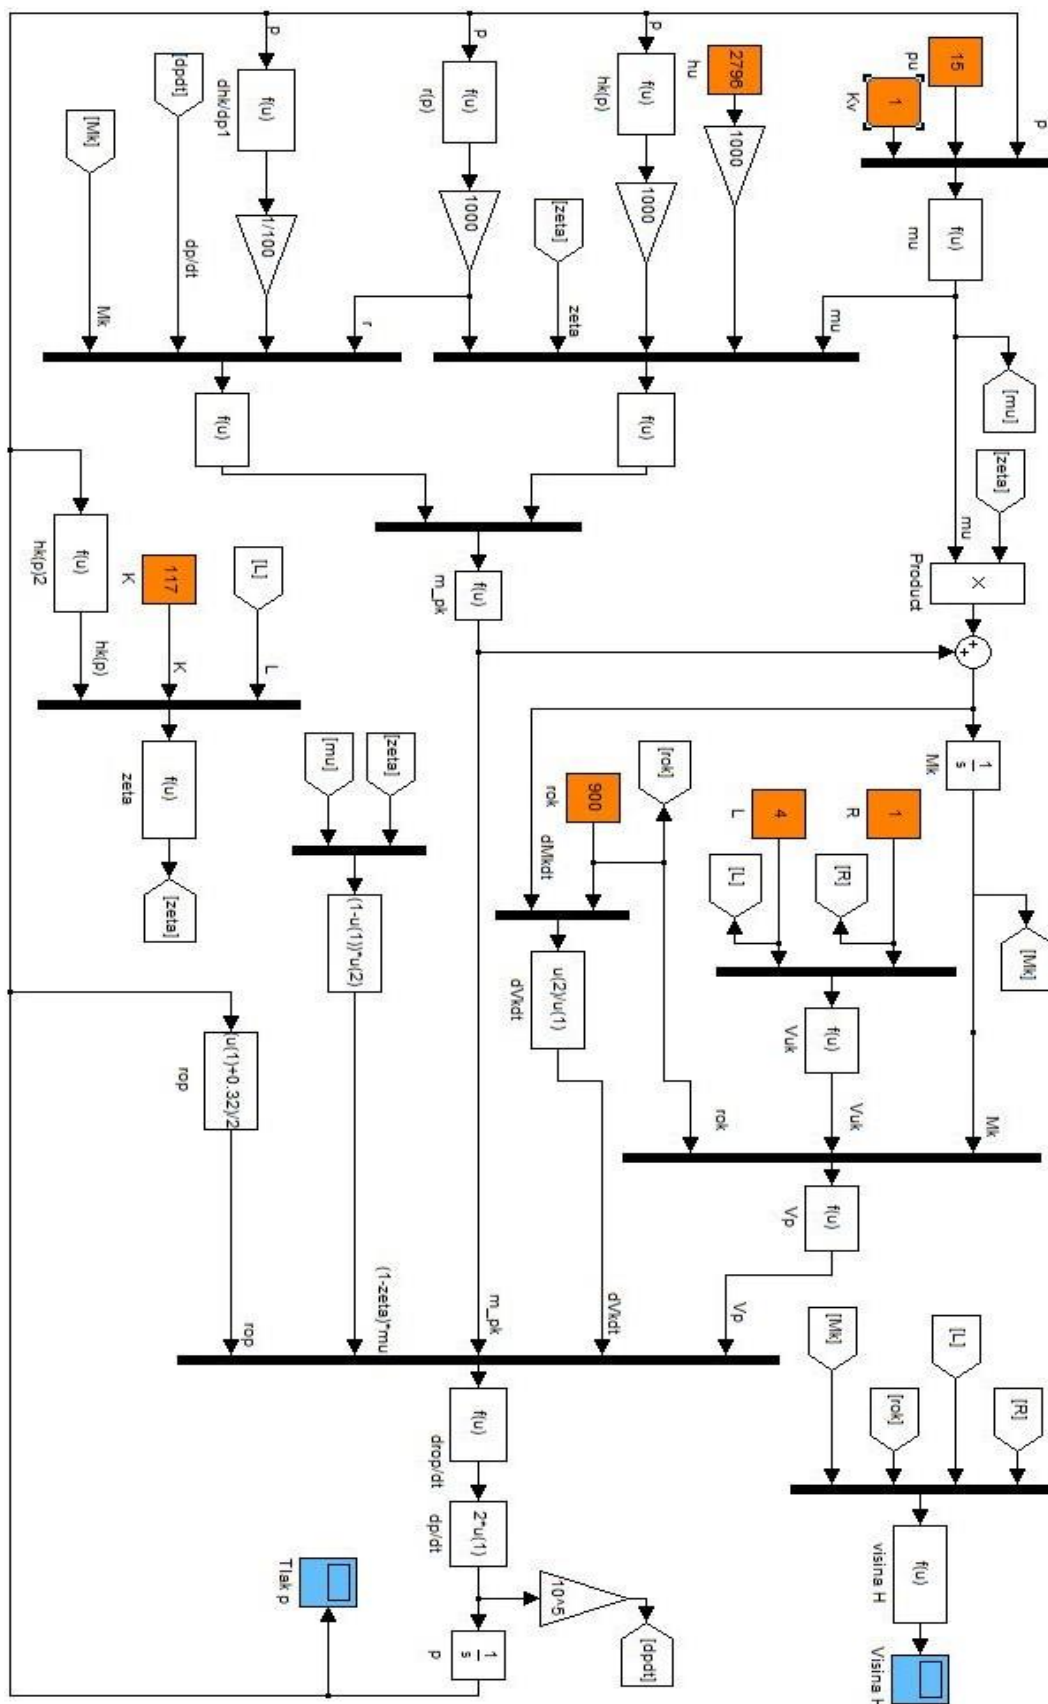 p
15
pu
1
Kv
f(u)
mu
mu
[mu]
[zeta]
mu
Product
×
+
+
1
s
Mk
[Mk]
Mk
2796
hu
1000
p
f(u)
hk(p)
1000
[zeta]
zeta
p
f(u)
r(p)
1000
r
p
f(u)
dhk/dp1
1/100
[dpdt]
dp/dt
[Mk]
Mk
f(u)
f(u)
f(u)
m_pk
f(u)
hk(p)2
hk(p)
117
K
K
[L]
L
f(u)
zeta
[zeta]
[mu]
[zeta]
(1-u(1))*u(2)
(1-zeta)*mu
[rok]
900
rok
dMkdt
u(2)/u(1)
dVkdt
dVkdt
4
L
[L]
1
R
[R]
f(u)
Vuk
Vuk
rok
f(u)
Vp
Vp
m_pk
(u(1)+0.32)/2
rop
rop
f(u)
drop/dt
2*u(1)
dp/dt
10^5
[dpdt]
1
s
p
Tlak p
[Mk]
[rok]
[L]
[R]
f(u)
visina H
Visina H